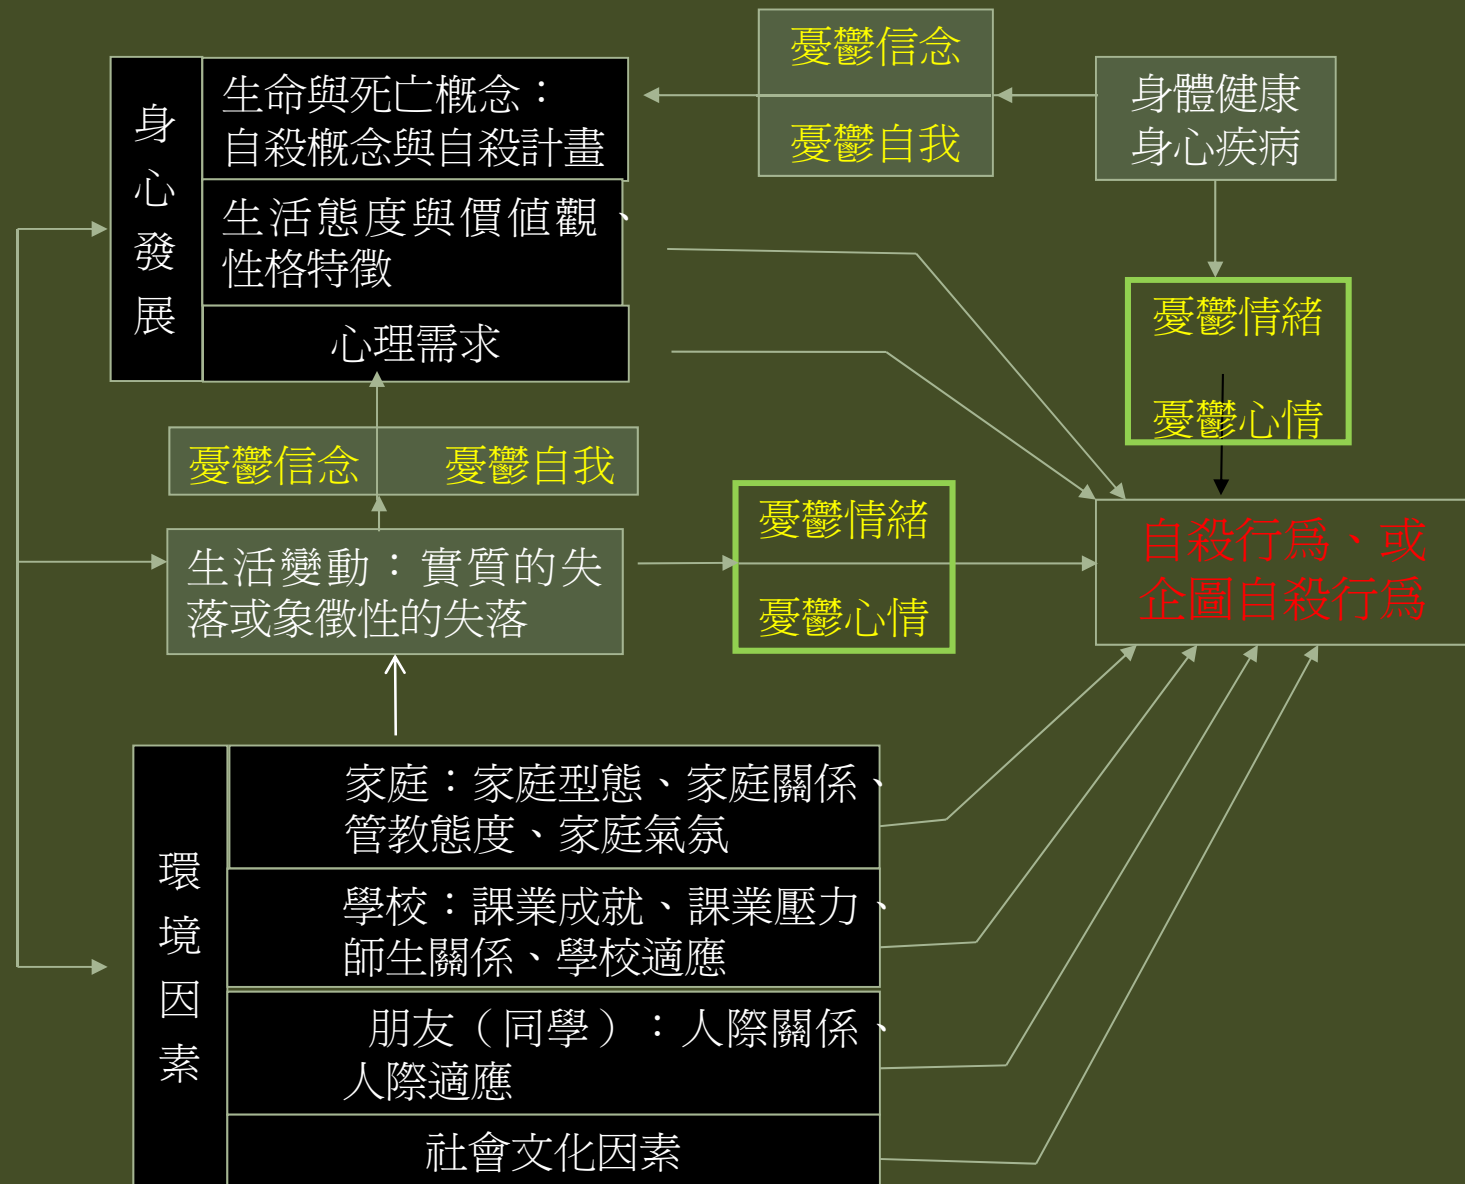 憂鬱信念
憂鬱自我
身體健康
身心疾病
身
心
發
展
生命與死亡概念：
自殺概念與自殺計畫
生活態度與價值觀、
性格特徵
心理需求
憂鬱情緒
憂鬱心情
憂鬱信念 憂鬱自我
生活變動：實質的失
落或象徵性的失落
憂鬱情緒
憂鬱心情
自殺行為、或
企圖自殺行為
環
境
因
素
家庭：家庭型態、家庭關係、
管教態度、家庭氣氛
學校：課業成就、課業壓力、
師生關係、學校適應
朋友（同學）：人際關係、
人際適應
社會文化因素